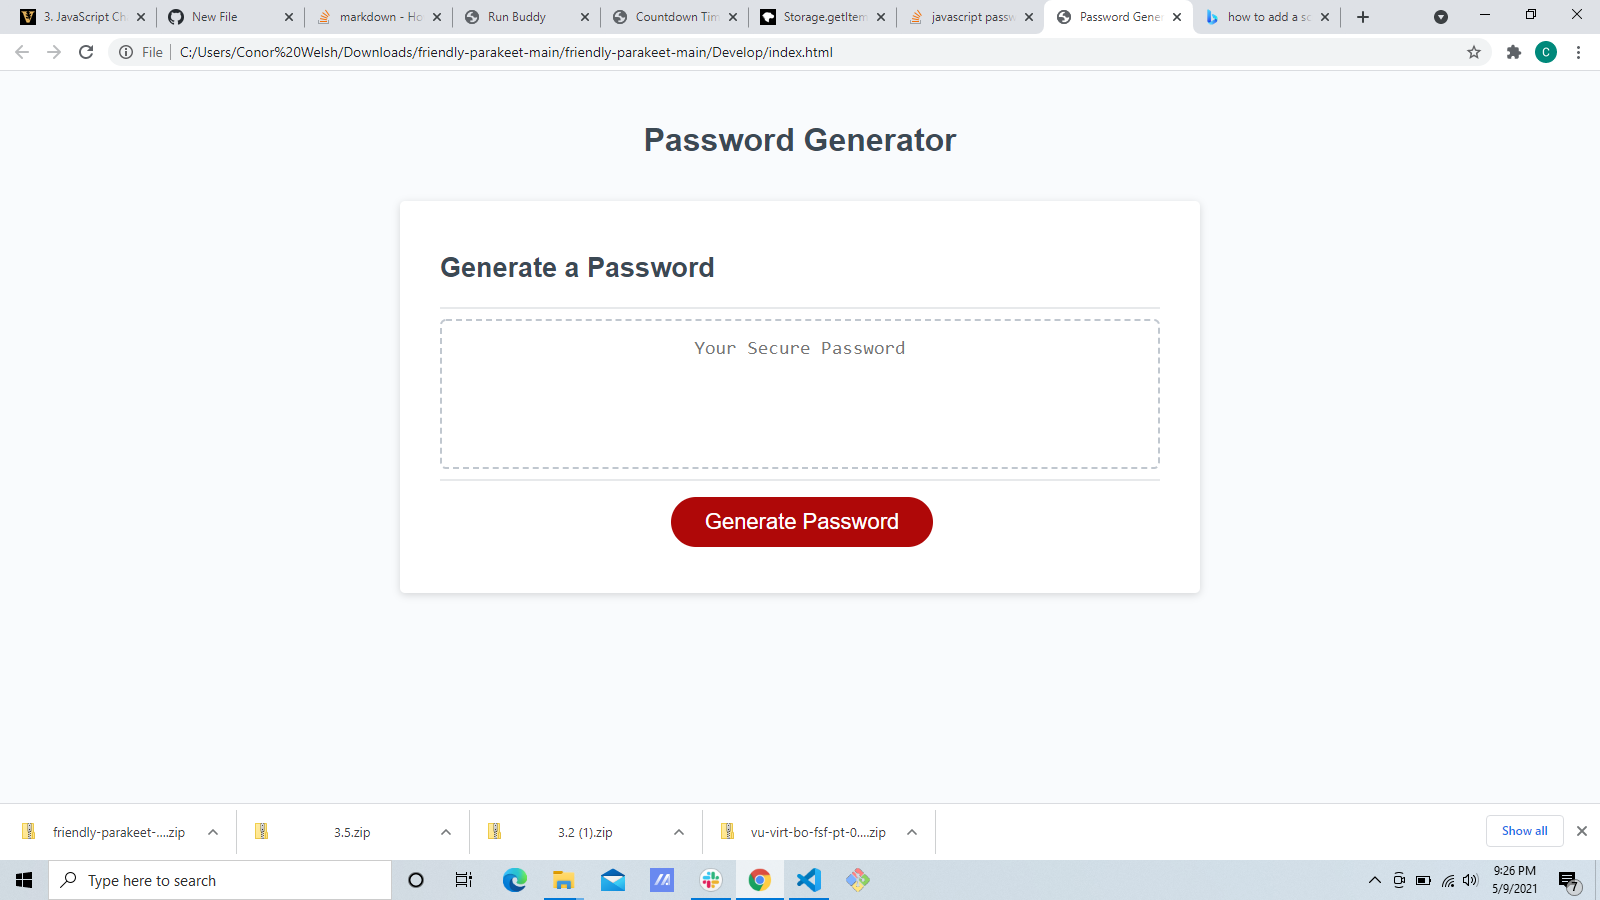 3. JavaScript Ch
New File
markdown - Ho
Run Buddy
Countdown Tim
Storage.getItem
javascript passw
Password Gener
how to add a sc
File
C:/Users/Conor%20Welsh/Downloads/friendly-parakeet-main/friendly-parakeet-main/Develop/index.html
C
Password Generator
Generate a Password
Your Secure Password
Generate Password
friendly-parakeet-....zip
3.5.zip
3.2 (1).zip
vu-virt-bo-fsf-pt-0....zip
Show all
Type here to search
9:26 PM
5/9/2021
7